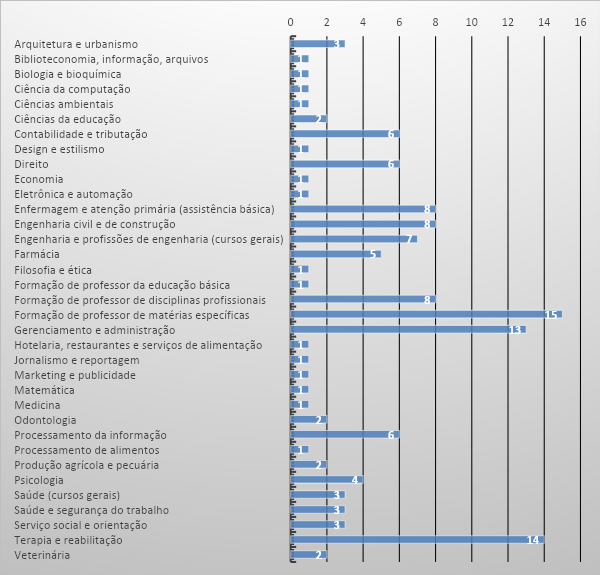 0 2 4 6 8 10 12 14 16
Arquitetura e urbanismo 3
Biblioteconomia, informação, arquivos 1
Biologia e bioquímica 1
Ciência da computação 1
Ciências ambientais 1
Ciências da educação 2
Contabilidade e tributação 6
Design e estilismo 1
Direito 6
Economia 1
Eletrônica e automação 1
Enfermagem e atenção primária (assistência básica) 8
Engenharia civil e de construção 8
Engenharia e profissões de engenharia (cursos gerais) 7
Farmácia 5
Filosofia e ética 1
Formação de professor da educação básica 1
Formação de professor de disciplinas profissionais 8
Formação de professor de matérias específicas 15
Gerenciamento e administração 13
Hotelaria, restaurantes e serviços de alimentação 1
Jornalismo e reportagem 1
Marketing e publicidade 1
Matemática 1
Medicina 1
Odontologia 2
Processamento da informação 6
Processamento de alimentos 1
Produção agrícola e pecuária 2
Psicologia 4
Saúde (cursos gerais) 3
Saúde e segurança do trabalho 3
Serviço social e orientação 3
Terapia e reabilitação 14
Veterinária 2